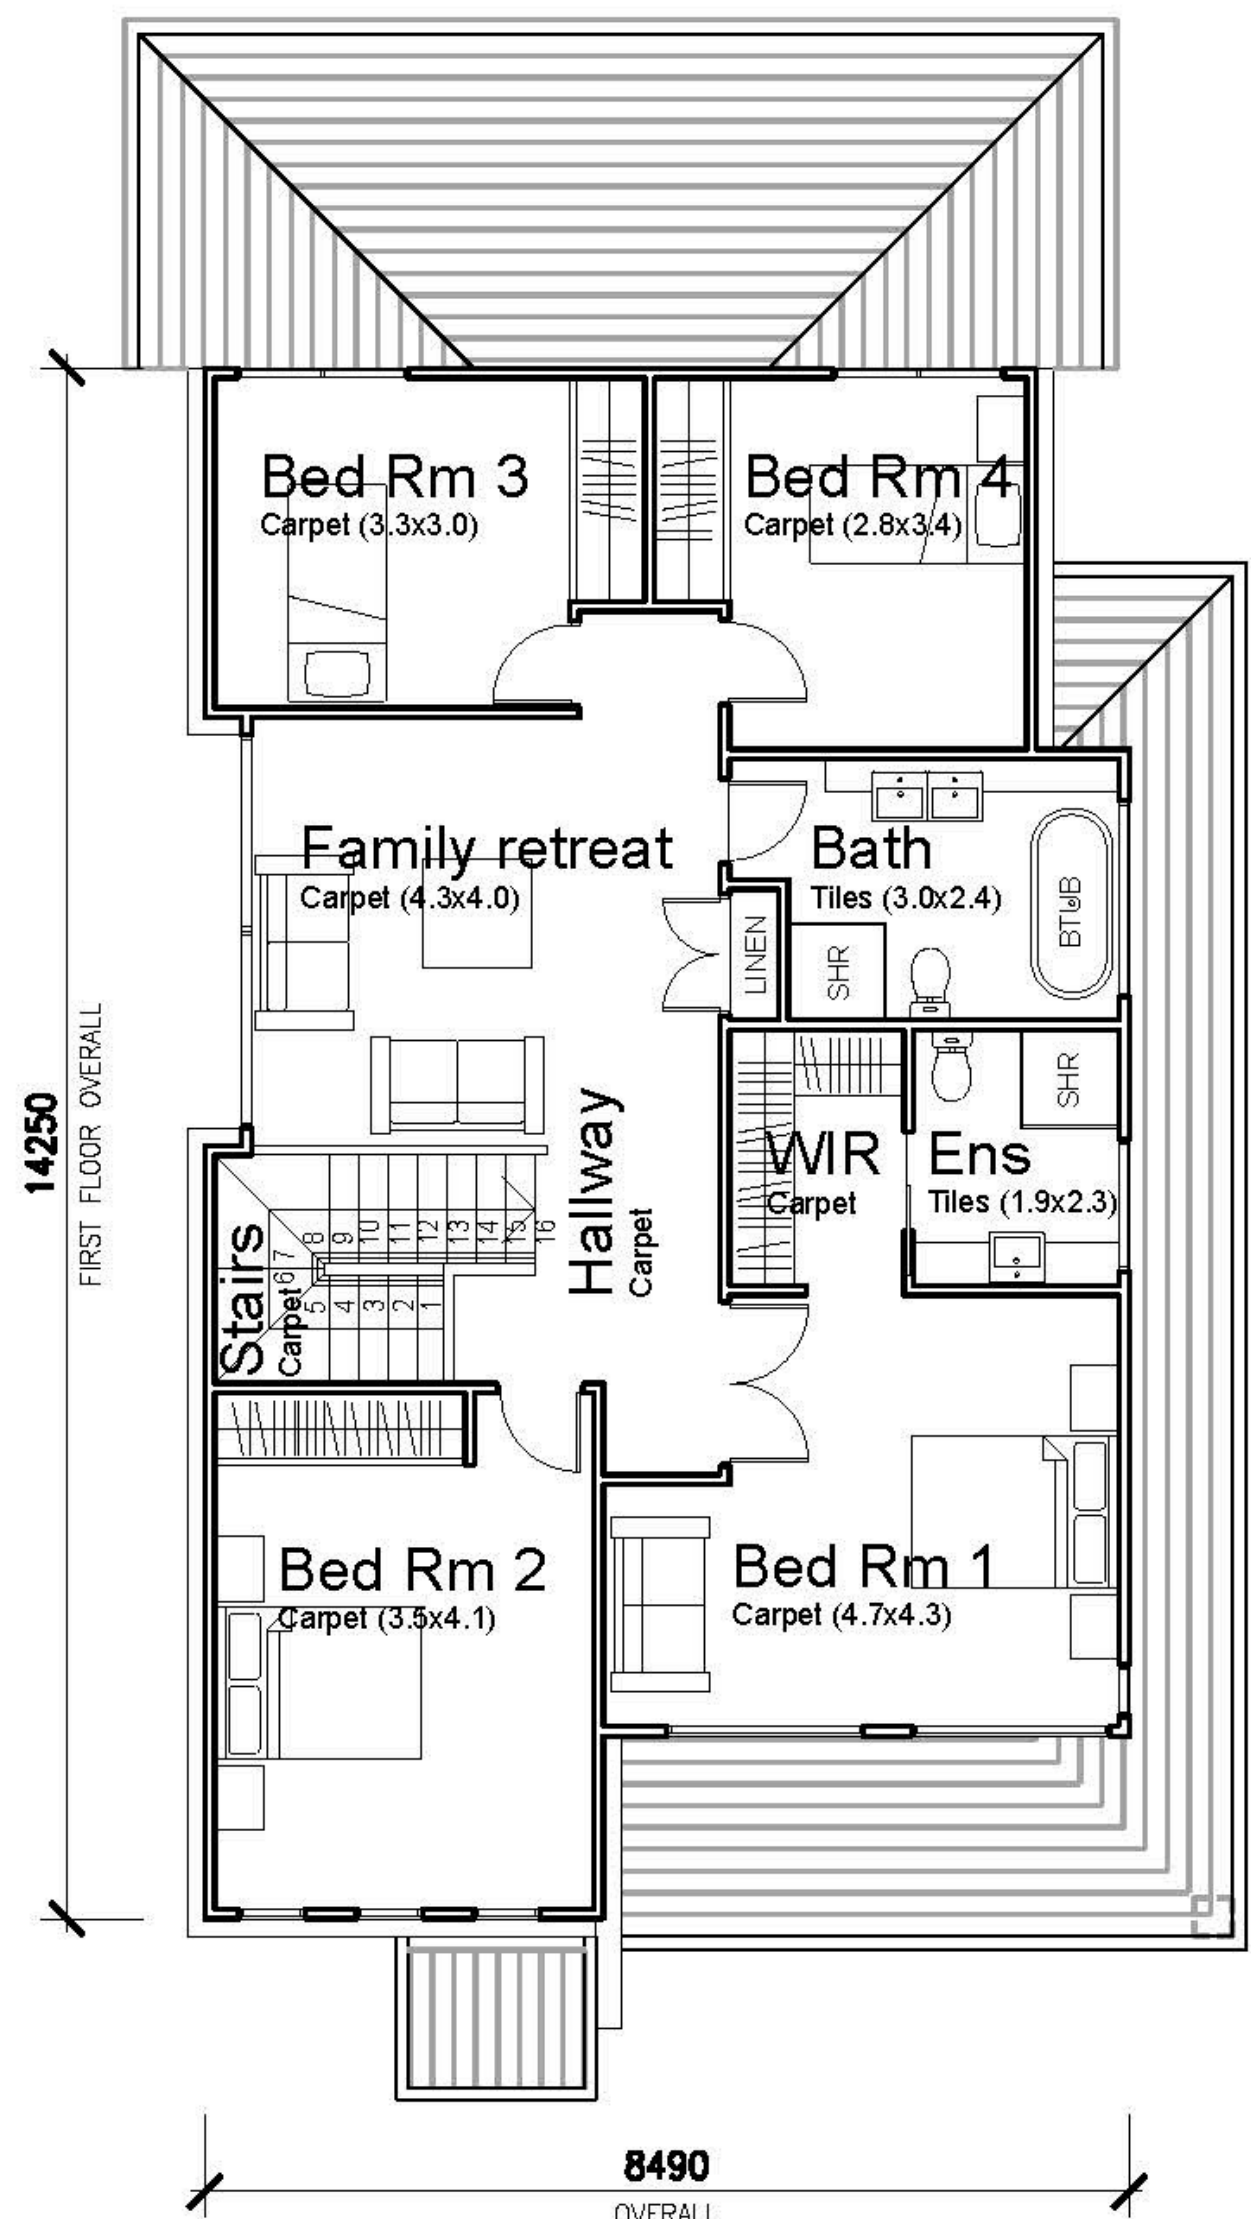 Bed Rm 3
Carpet (3.3x3.0)
Bed Rm 4
Carpet (2.8x3.4)
Family retreat
Carpet (4.3x4.0)
Bath
Tiles (3.0x2.4)
BTUB
LINEN
SHR
14250
FIRST FLOOR OVERALL
Hallway
Carpet
WIR
Carpet
Ens
Tiles (1.9x2.3)
SHR
Stairs
Carpet
1
2
3
4
5
6
7
8
9
10
11
12
13
14
15
16
Bed Rm 2
Carpet (3.5x4.1)
Bed Rm 1
Carpet (4.7x4.3)
8490
OVERALL